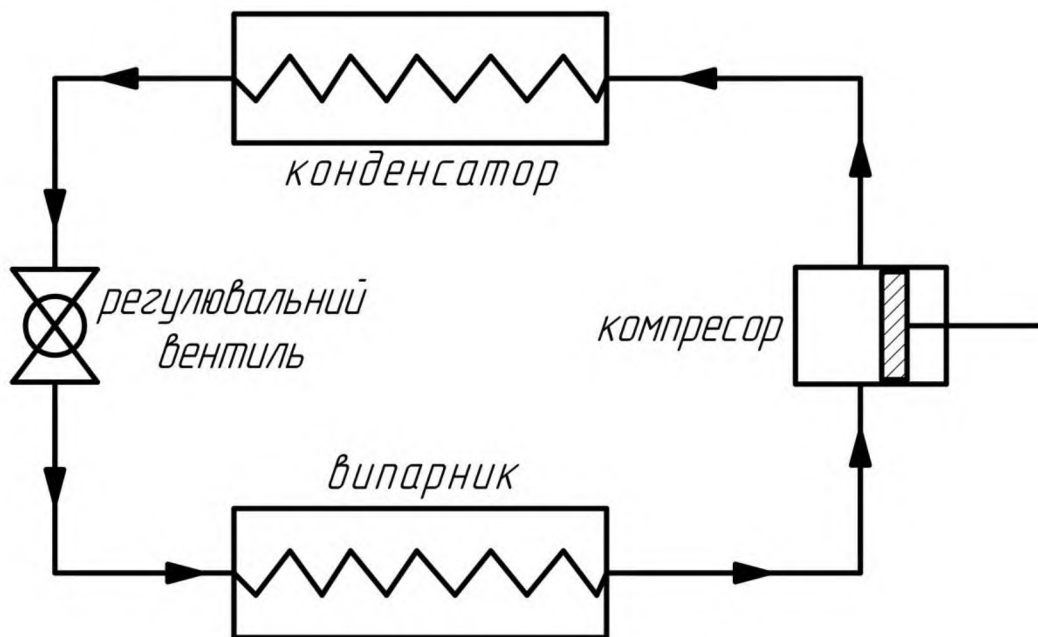 конденсатор
регулювальний
вентиль
компресор
випарник